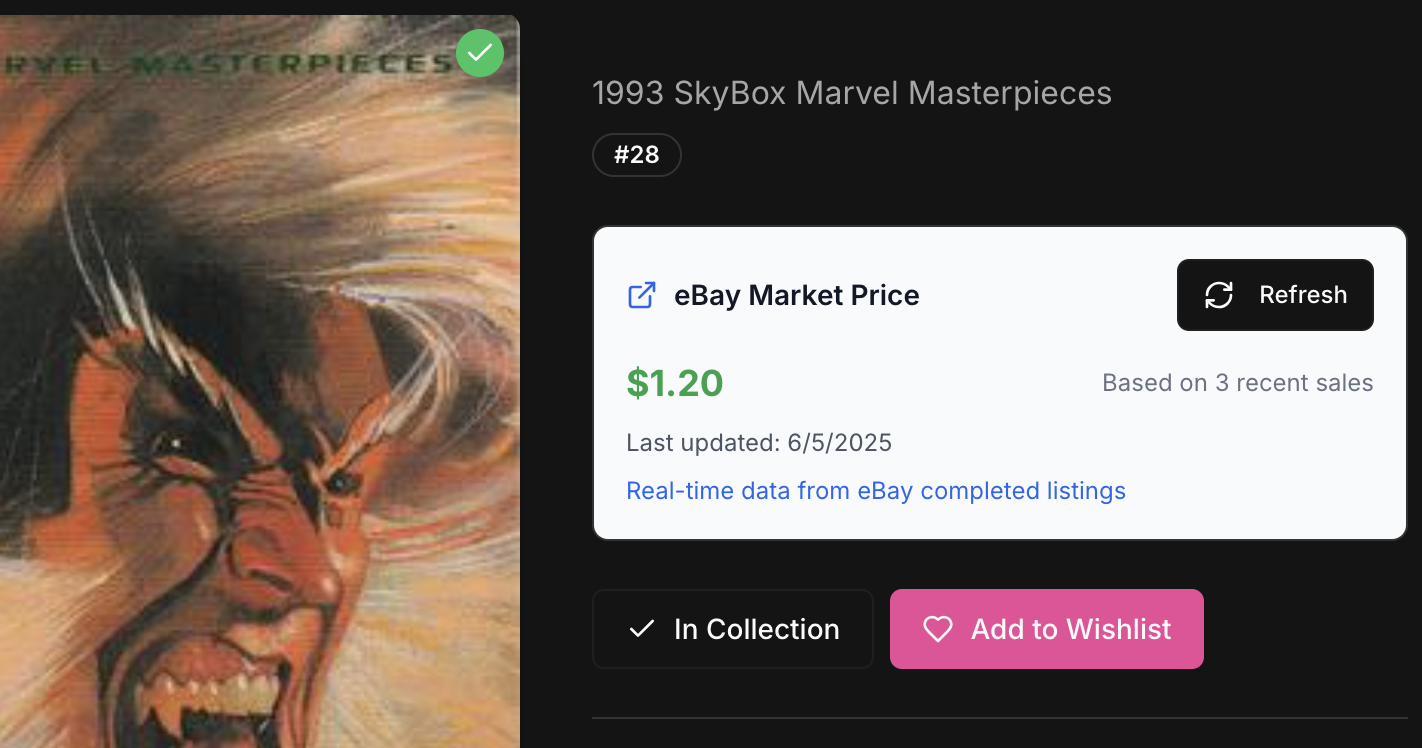 RVEL MASTERPIECES
1993 SkyBox Marvel Masterpieces
#28
eBay Market Price
Refresh
$1.20
Based on 3 recent sales
Last updated: 6/5/2025
Real-time data from eBay completed listings
In Collection
Add to Wishlist